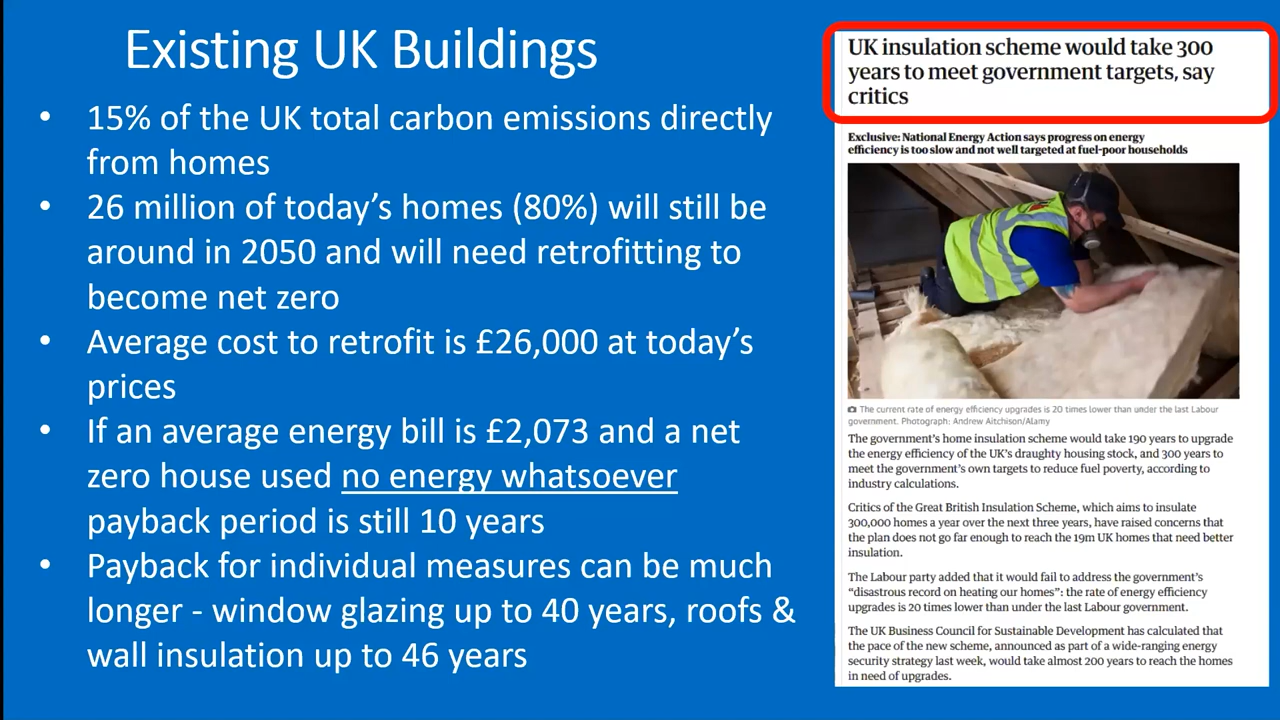 Existing UK Buildings
• 15% of the UK total carbon emissions directly
from homes
• 26 million of today's homes (80%) will still be
around in 2050 and will need retrofitting to
become net zero
• Average cost to retrofit is £26,000 at today's
prices
• If an average energy bill is £2,073 and a net
zero house used no energy whatsoever
payback period is still 10 years
• Payback for individual measures can be much
longer - window glazing up to 40 years, roofs &
wall insulation up to 46 years
UK insulation scheme would take 300
years to meet government targets, say
critics
Exclusive: National Energy Action says progress on energy
efficiency is too slow and not well targeted at fuel-poor households
The current rate of energy efficiency upgrades is 20 times lower than under the last Labour
government. Photograph: Andrew Aitchison/Alamy
The government's home insulation scheme would take 190 years to upgrade
the energy efficiency of the UK's draughty housing stock, and 300 years to
meet the government's own targets to reduce fuel poverty, according to
industry calculations.
Critics of the Great British Insulation Scheme, which aims to insulate
300,000 homes a year over the next three years, have raised concerns that
the plan does not go far enough to reach the 19m UK homes that need better
insulation.
The Labour party added that it would fail to address the government's
“disastrous record on heating our homes”: the rate of energy efficiency
upgrades is 20 times lower than under the last Labour government.
The UK Business Council for Sustainable Development has calculated that
the pace of the new scheme, announced as part of a wide-ranging energy
security strategy last week, would take almost 200 years to reach the homes
in need of upgrades.